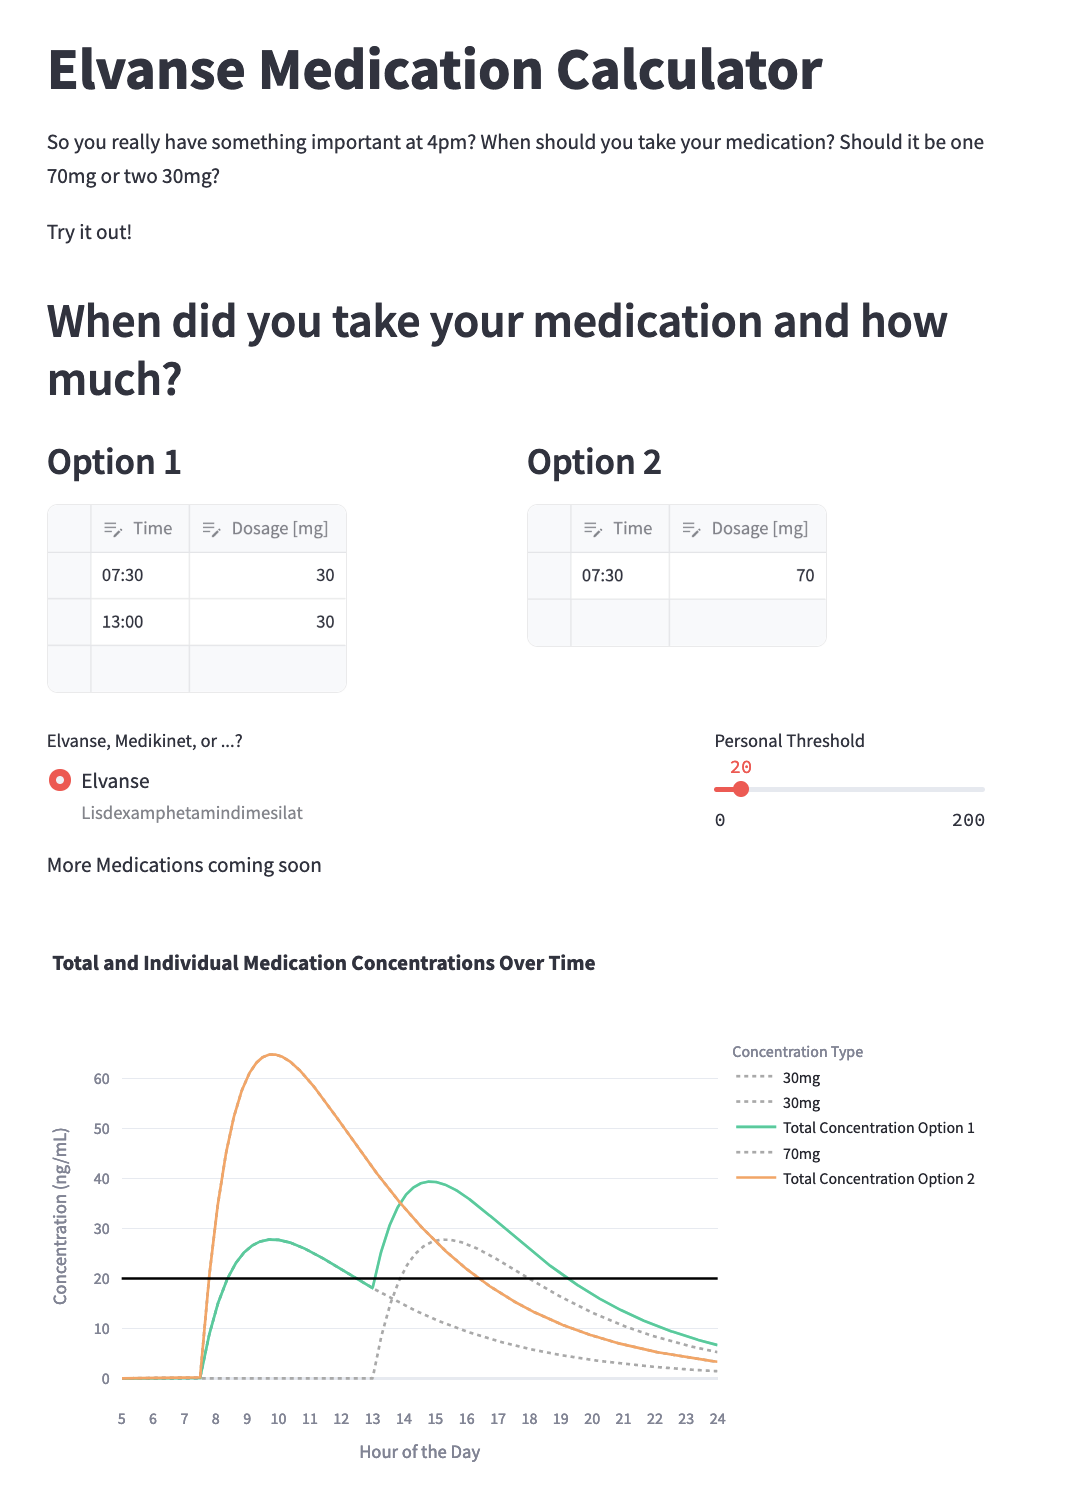 Elvanse Medication Calculator
So you really have something important at 4pm? When should you take your medication? Should it be one
70mg or two 30mg?
Try it out!
When did you take your medication and how
much?
Option 1
Time Dosage [mg]
07:30 30
13:00 30
Option 2
Time Dosage [mg]
07:30 70
Elvanse, Medikinet, or ...?
Elvanse
Lisdexamphetamindimesilat
More Medications coming soon
Personal Threshold
20
0 200
Total and Individual Medication Concentrations Over Time
Concentration (ng/mL)
60
50
40
30
20
10
0
5 6 7 8 9 10 11 12 13 14 15 16 17 18 19 20 21 22 23 24
Hour of the Day
Concentration Type
30mg
30mg
Total Concentration Option 1
70mg
Total Concentration Option 2